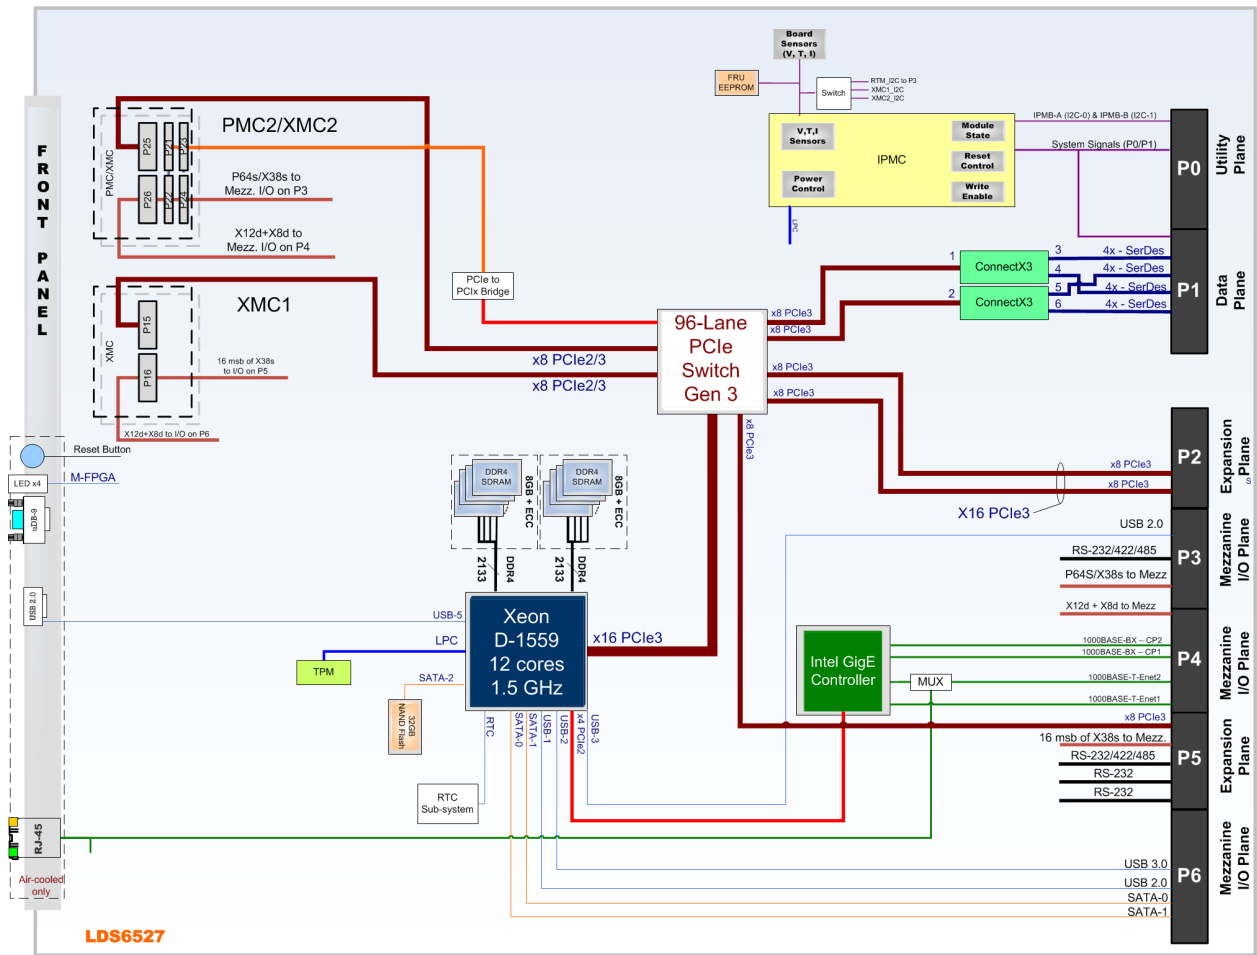 Board
Sensors
(V, T, I)
FRU
EEPROM
Switch
RTM_I2C to P3
XMC1_I2C
XMC2_I2C
V,T,I
Sensors
Power
Control
IPMC
Module
State
Reset
Control
Write
Enable
LPC
IPMB-A (I2C-0) & IPMB-B (I2C-1)
System Signals (P0/P1)
P0
Utility
Plane
FRONT PANEL
PMC2/XMC2
PMC/XMC
P25
P21
P23
P26
P22
P24
P64s/X38s to
Mezz. I/O on P3
X12d+X8d to
Mezz. I/O on P4
PCIe to
PCIx Bridge
XMC1
XMC
P15
P16
16 msb of X38s
to I/O on P5
X12d+X8d to I/O on P6
x8 PCIe2/3
x8 PCIe2/3
96-Lane
PCIe
Switch
Gen 3
x8 PCIe3
x8 PCIe3
x8 PCIe3
x8 PCIe3
x8 PCIe3
1
ConnectX3
2
ConnectX3
3
4
5
6
4x - SerDes
4x - SerDes
4x - SerDes
4x - SerDes
P1
Data
Plane
Reset Button
LED x4
M-FPGA
uDB-9
USB 2.0
DDR4
SDRAM
8GB + ECC
DDR4
SDRAM
8GB + ECC
2133
DDR4
2133
DDR4
x8 PCIe3
x8 PCIe3
X16 PCIe3
P2
Expansion
Plane
S
USB 2.0
RS-232/422/485
P64S/X38s to Mezz
P3
Mezzanine
I/O Plane
X12d + X8d to Mezz
USB-5
LPC
TPM
SATA-2
32GB
NAND Flash
Xeon
D-1559
12 cores
1.5 GHz
x16 PCIe3
RTC
SATA-0
SATA-1
USB-1
USB-2
x4 PCIe2
USB-3
RTC
Sub-system
Intel GigE
Controller
MUX
1000BASE-BX – CP2
1000BASE-BX – CP1
1000BASE-T-Enet2
1000BASE-T-Enet1
P4
Mezzanine
I/O Plane
x8 PCIe3
16 msb of X38s to Mezz.
RS-232/422/485
RS-232
RS-232
P5
Expansion
Plane
RJ-45
Air-cooled
only
USB 3.0
USB 2.0
SATA-0
SATA-1
P6
Mezzanine
I/O Plane
LDS6527